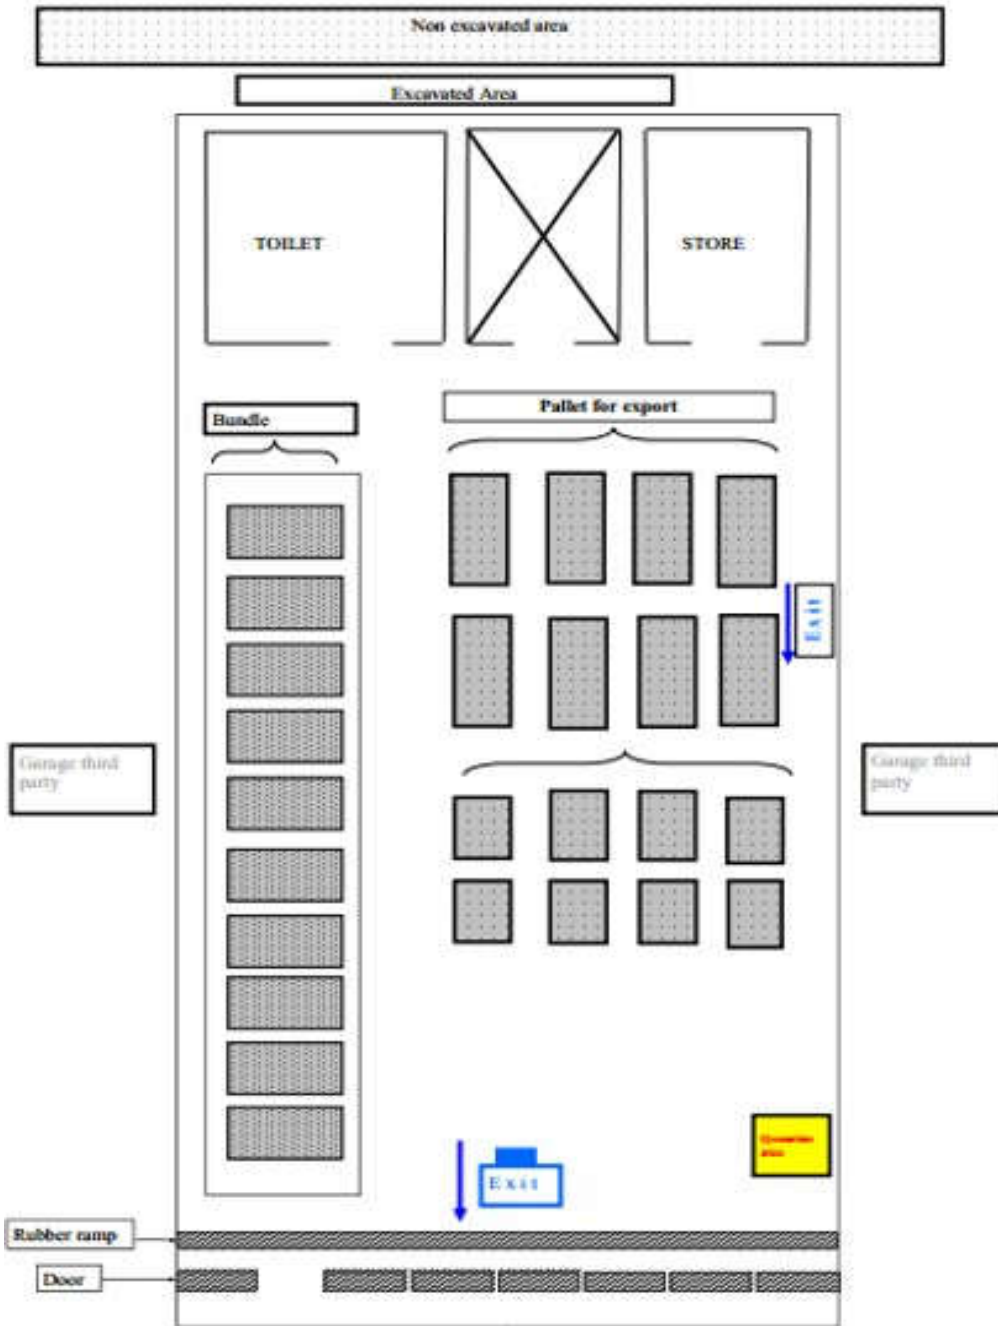 Non excavated area
Excavated Area
TOILET
STORE
Bundle
Pallet for export
Exit
Garage third
party
Garage third
party
area
Exit
Rubber ramp
Door